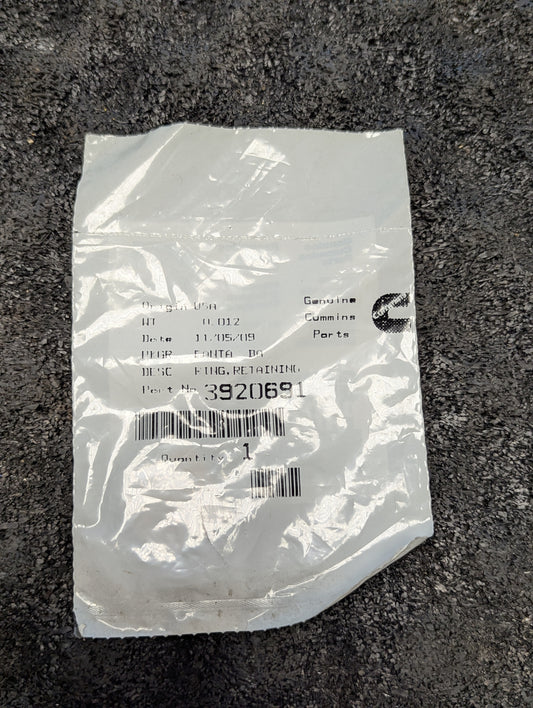 Origin USA
WT 0.012
Date 11/05/09
DESC RING,RETAINING
Part No 3920691
Quantity 1
Genuine
Cummins
Parts